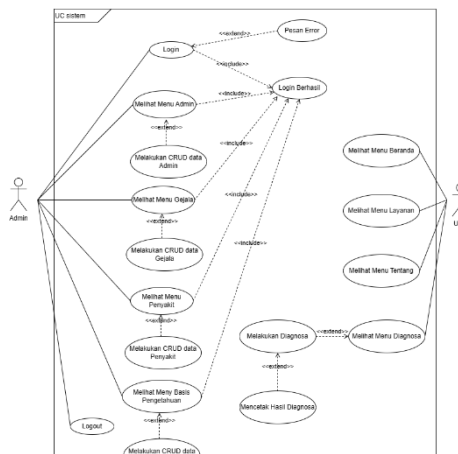 UC sistem
Pesan Error
<<extend>>
Login
<<include>>
Login Berhasil
Melihat Menu Admin
<<include>>
<<extend>>
Melakukan CRUD data
Admin
<<include>>
Melihat Menu Beranda
Admin
Melihat Menu Gejala
<<include>>
Melihat Menu Layanan
<<extend>>
Melakukan CRUD data
Gejala
<<include>>
Melihat Menu Tentang
Melihat Menu
Penyakit
<<extend>>
Melakukan Diagnosa
<<extend>>
Melihat Menu Diagnosa
Melakukan CRUD data
Penyakit
<<extend>>
Melihat Meny Basis
Pengetahuan
Mencetak Hasil Diagnosa
<<extend>>
Logout
Melakukan CRUD data